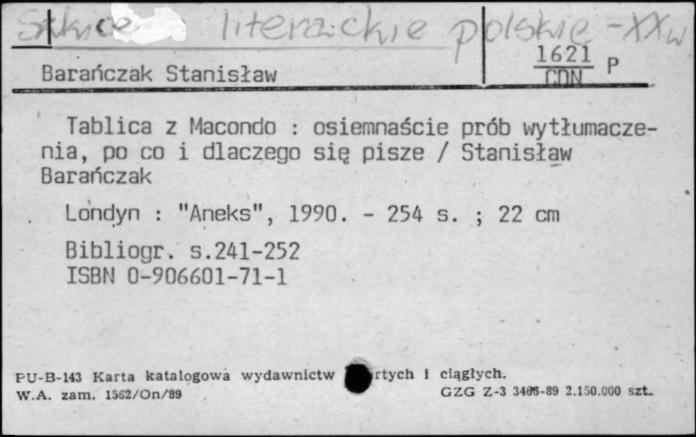 Szkice literackie polskie - XX w
1621
CDN P
Barańczak Stanisław
Tablica z Macondo : osiemnaście prób wytłumacze-
nia, po co i dlaczego się pisze / Stanisław
Barańczak
Londyn : "Aneks", 1990. - 254 s. ; 22 cm
Bibliogr. s.241-252
ISBN 0-906601-71-1
PU-B-143 Karta katalogowa wydawnictw rtych i ciągłych.
W.A. zam. 1562/On/89 GZG Z-3 -89 2.150.000 szt.